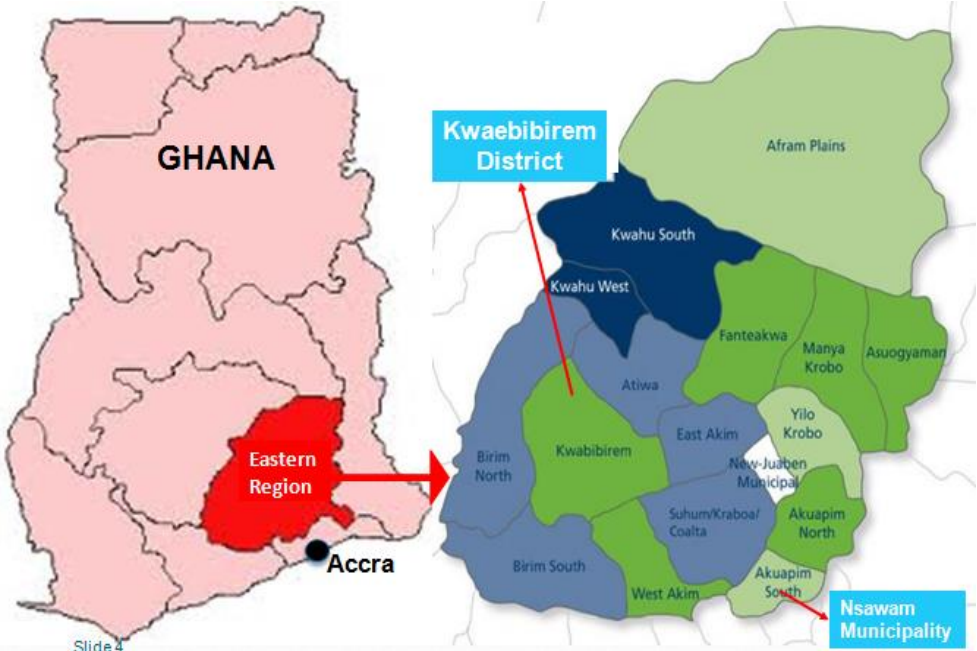 GHANA
Eastern
Region
Accra
Slide 4
Kwaebibirem
District
Afram Plains
Kwahu South
Kwahu West
Fanteakwa
Manya
Krobo
Asuogyaman
Atiwa
Yilo
Krobo
East Akim
Birim
North
Kwabibirem
New-Juaben
Municipal
Suhum/Kraboa/
Coalta
Akuapim
North
Birim South
West Akim
Akuapim
South
Nsawam
Municipality